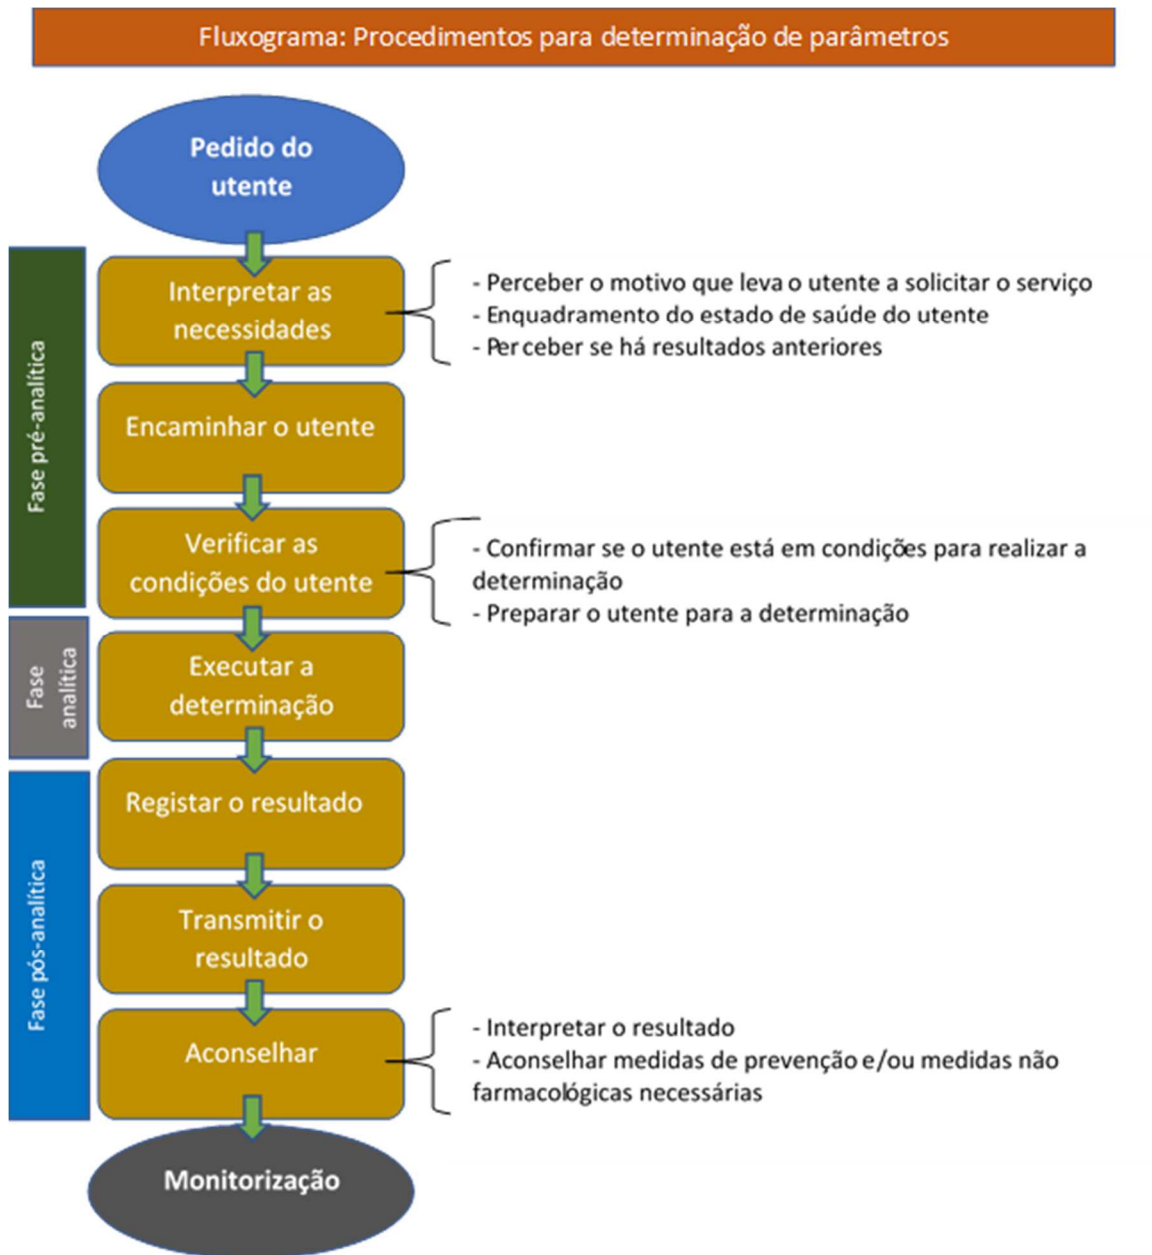 Fluxograma: Procedimentos para determinação de parâmetros
Pedido do
utente
Fase pré-analítica
Interpretar as
necessidades
- Perceber o motivo que leva o utente a solicitar o serviço
- Enquadramento do estado de saúde do utente
- Perceber se há resultados anteriores
Encaminhar o utente
Verificar as
condições do utente
- Confirmar se o utente está em condições para realizar a
determinação
- Preparar o utente para a determinação
Fase
analítica
Executar a
determinação
Fase pós-analítica
Registar o resultado
Transmitir o
resultado
Aconselhar
- Interpretar o resultado
- Aconselhar medidas de prevenção e/ou medidas não
farmacológicas necessárias
Monitorização